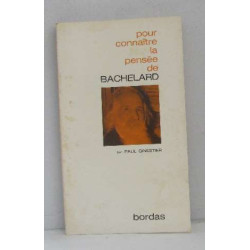 pour
connaître
la
pensée
de
BACHELARD
par PAUL GINESTIER
bordas